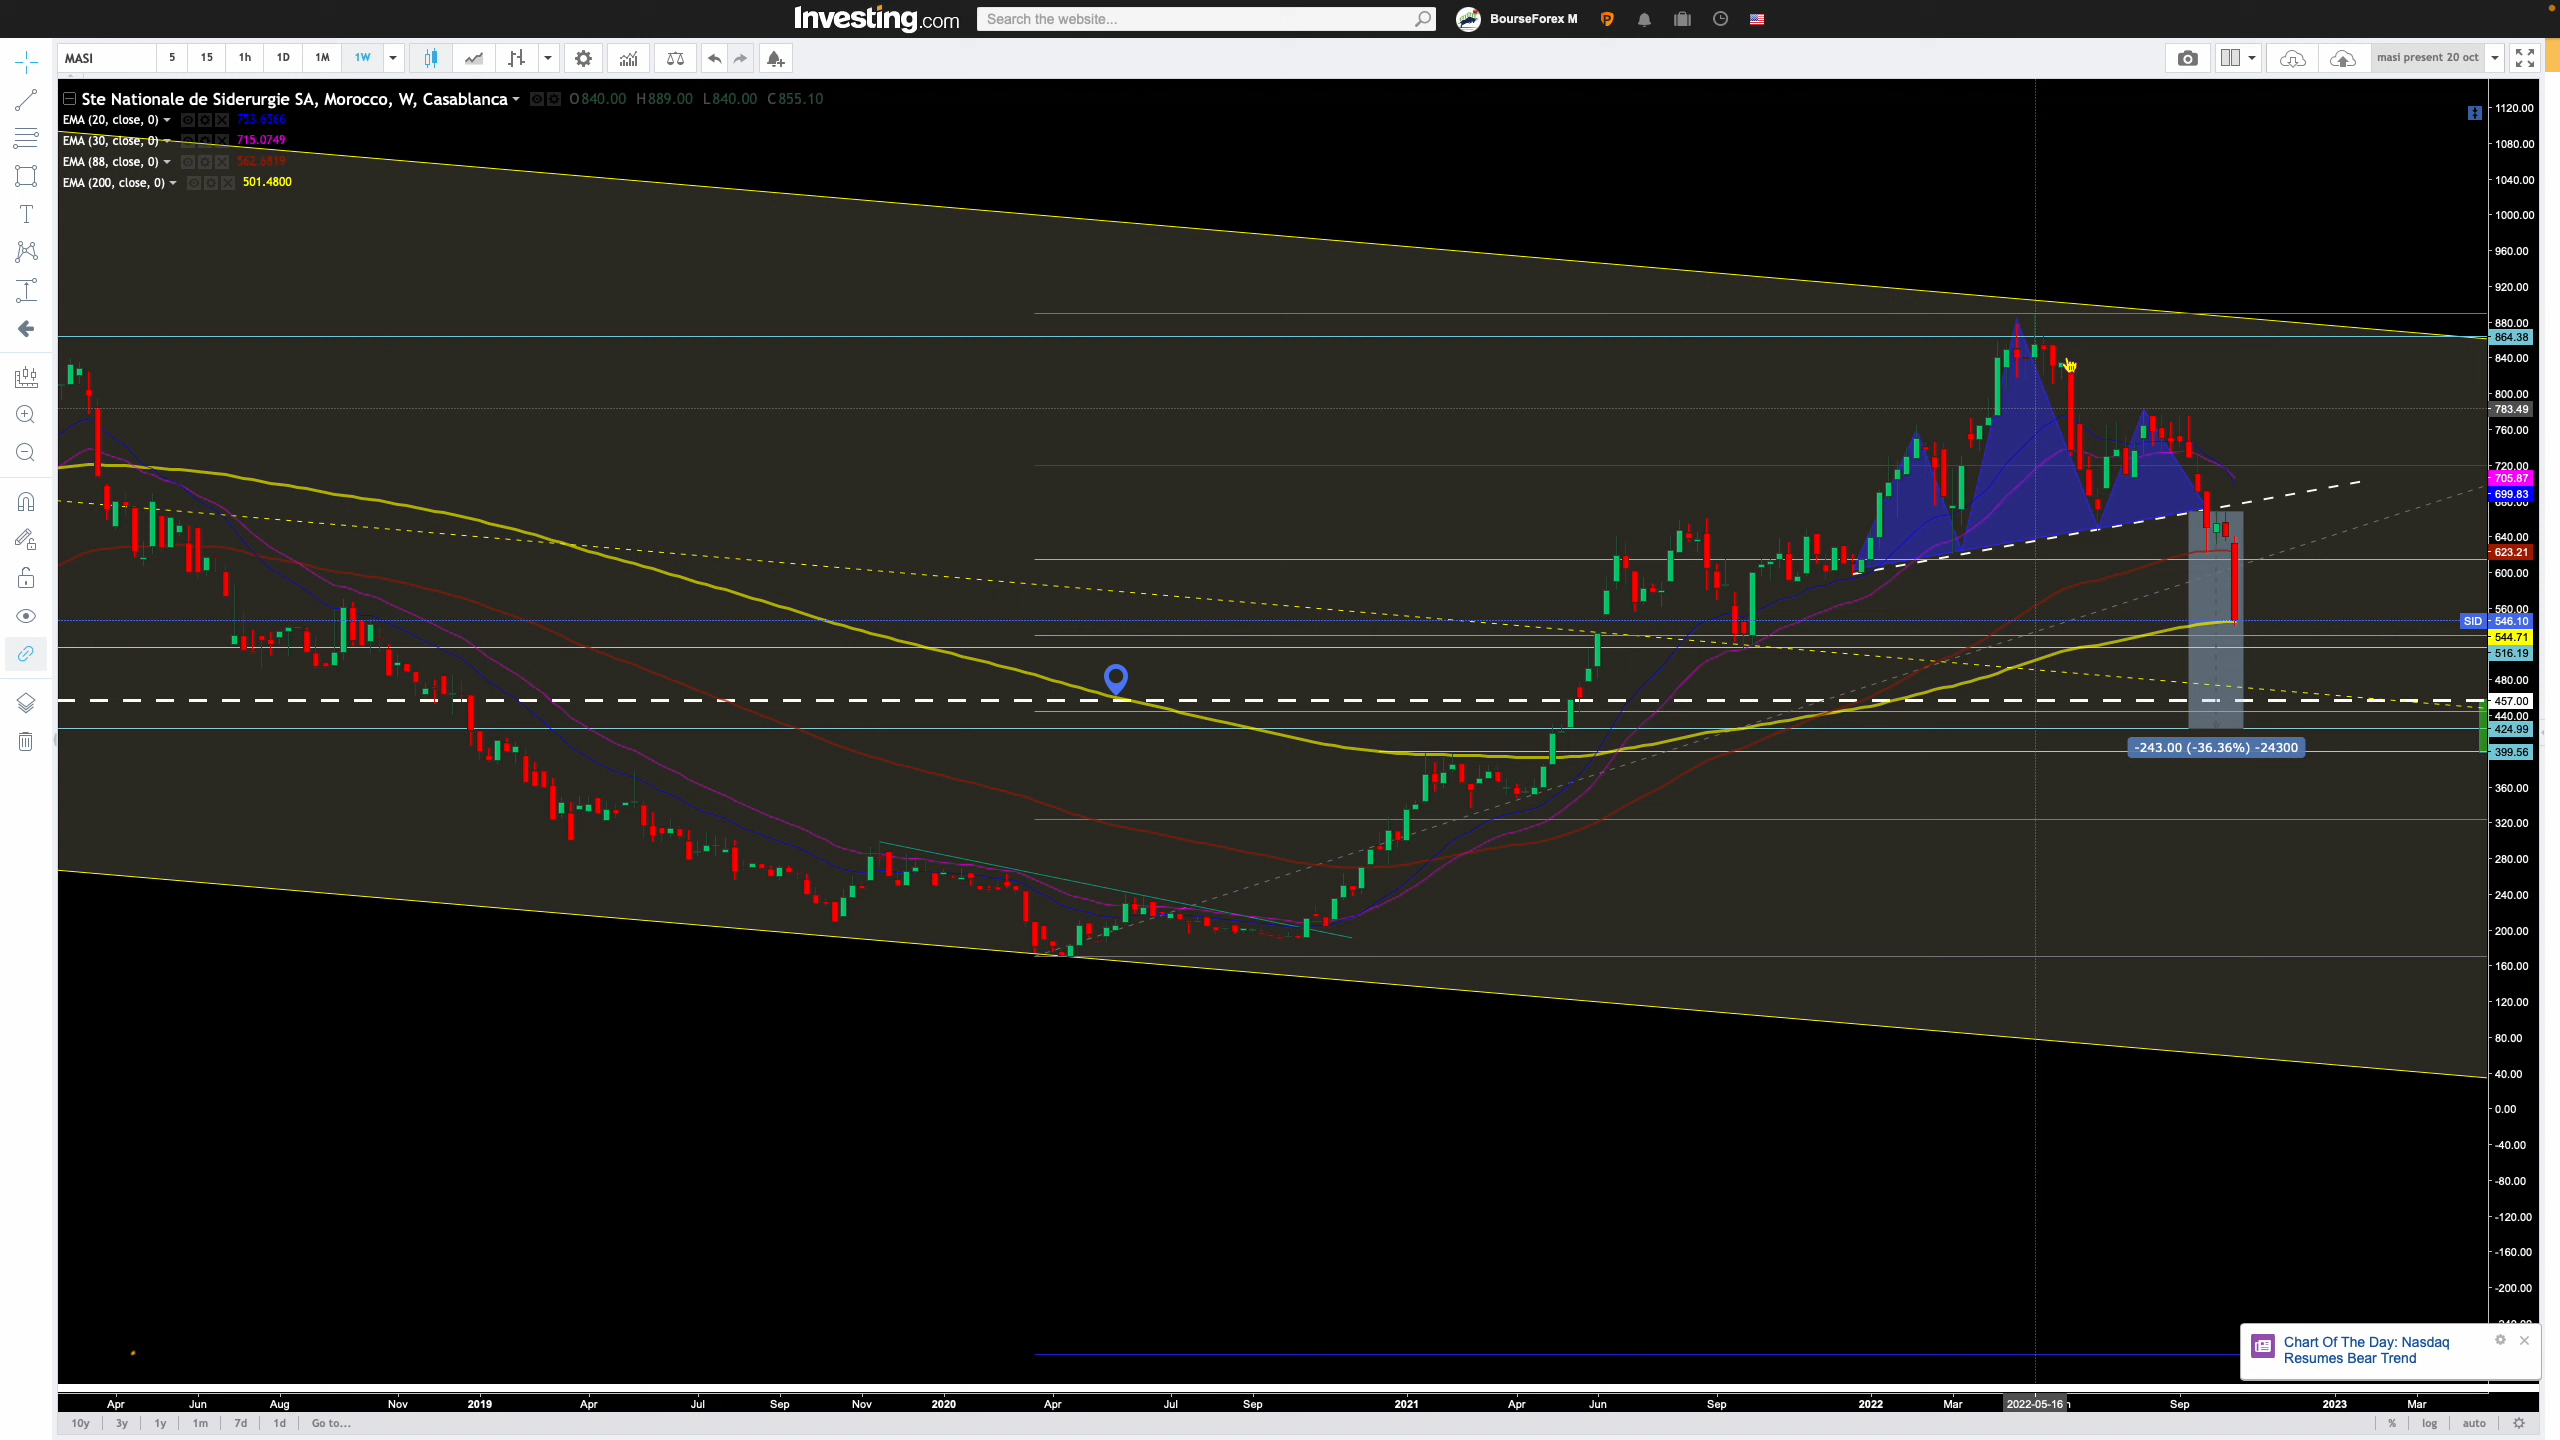 Investing.com
Search the website...
BourseForex M
MASI
5 15 1h 1D 1M 1W
masi present 20 oct
Ste Nationale de Siderurgie SA, Morocco, W, Casablanca O840.00 H889.00 L840.00 C855.10
EMA (20, close, 0) 753.6366
EMA (30, close, 0) 715.0749
EMA (88, close, 0) 562.6819
EMA (200, close, 0) 501.4800
1120.00
1080.00
1040.00
1000.00
960.00
920.00
880.00
864.38
840.00
800.00
783.49
760.00
720.00
705.87
699.83
640.00
623.21
600.00
560.00
SID 546.10
544.71
516.19
480.00
457.00
440.00
424.99
-243.00 (-36.36%) -24300
399.56
360.00
320.00
280.00
240.00
200.00
160.00
120.00
80.00
40.00
0.00
-40.00
-80.00
-120.00
-160.00
-200.00
Chart Of The Day: Nasdaq
Resumes Bear Trend
Apr Jun Aug Nov 2019 Apr Jul Sep Nov 2020 Apr Jul Sep 2021 Apr Jun Sep 2022 Mar 2022-05-16 Sep 2023 Mar
10y 3y 1y 1m 7d 1d Go to... % log auto